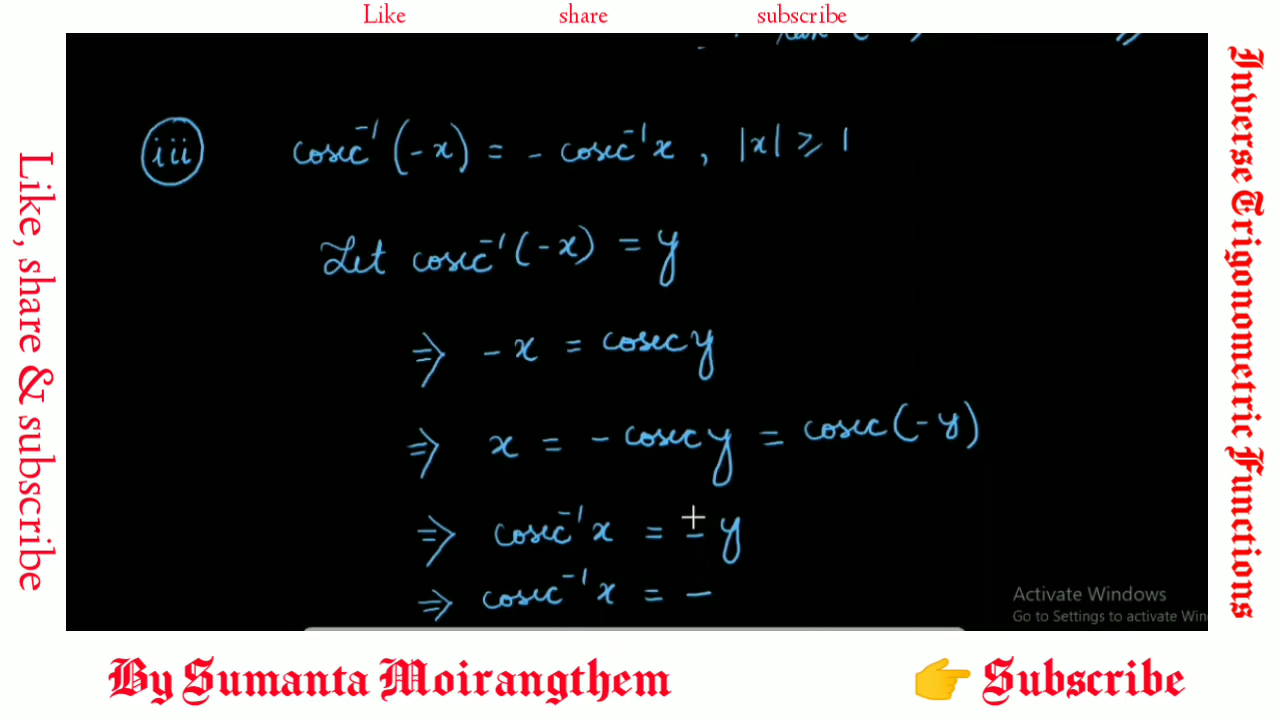 Like share subscribe
iii cosec⁻¹(-x) = - cosec⁻¹x , |x| ⩾ 1
Let cosec⁻¹(-x) = y
⇒ -x = cosec y
⇒ x = - cosec y = cosec(-y)
⇒ cosec⁻¹x = - y
⇒ cosec⁻¹x = -
Activate Windows
Go to Settings to activate Win
Like, share & subscribe
Inverse Trigonometric Functions
By Sumanta Moirangthem
Subscribe